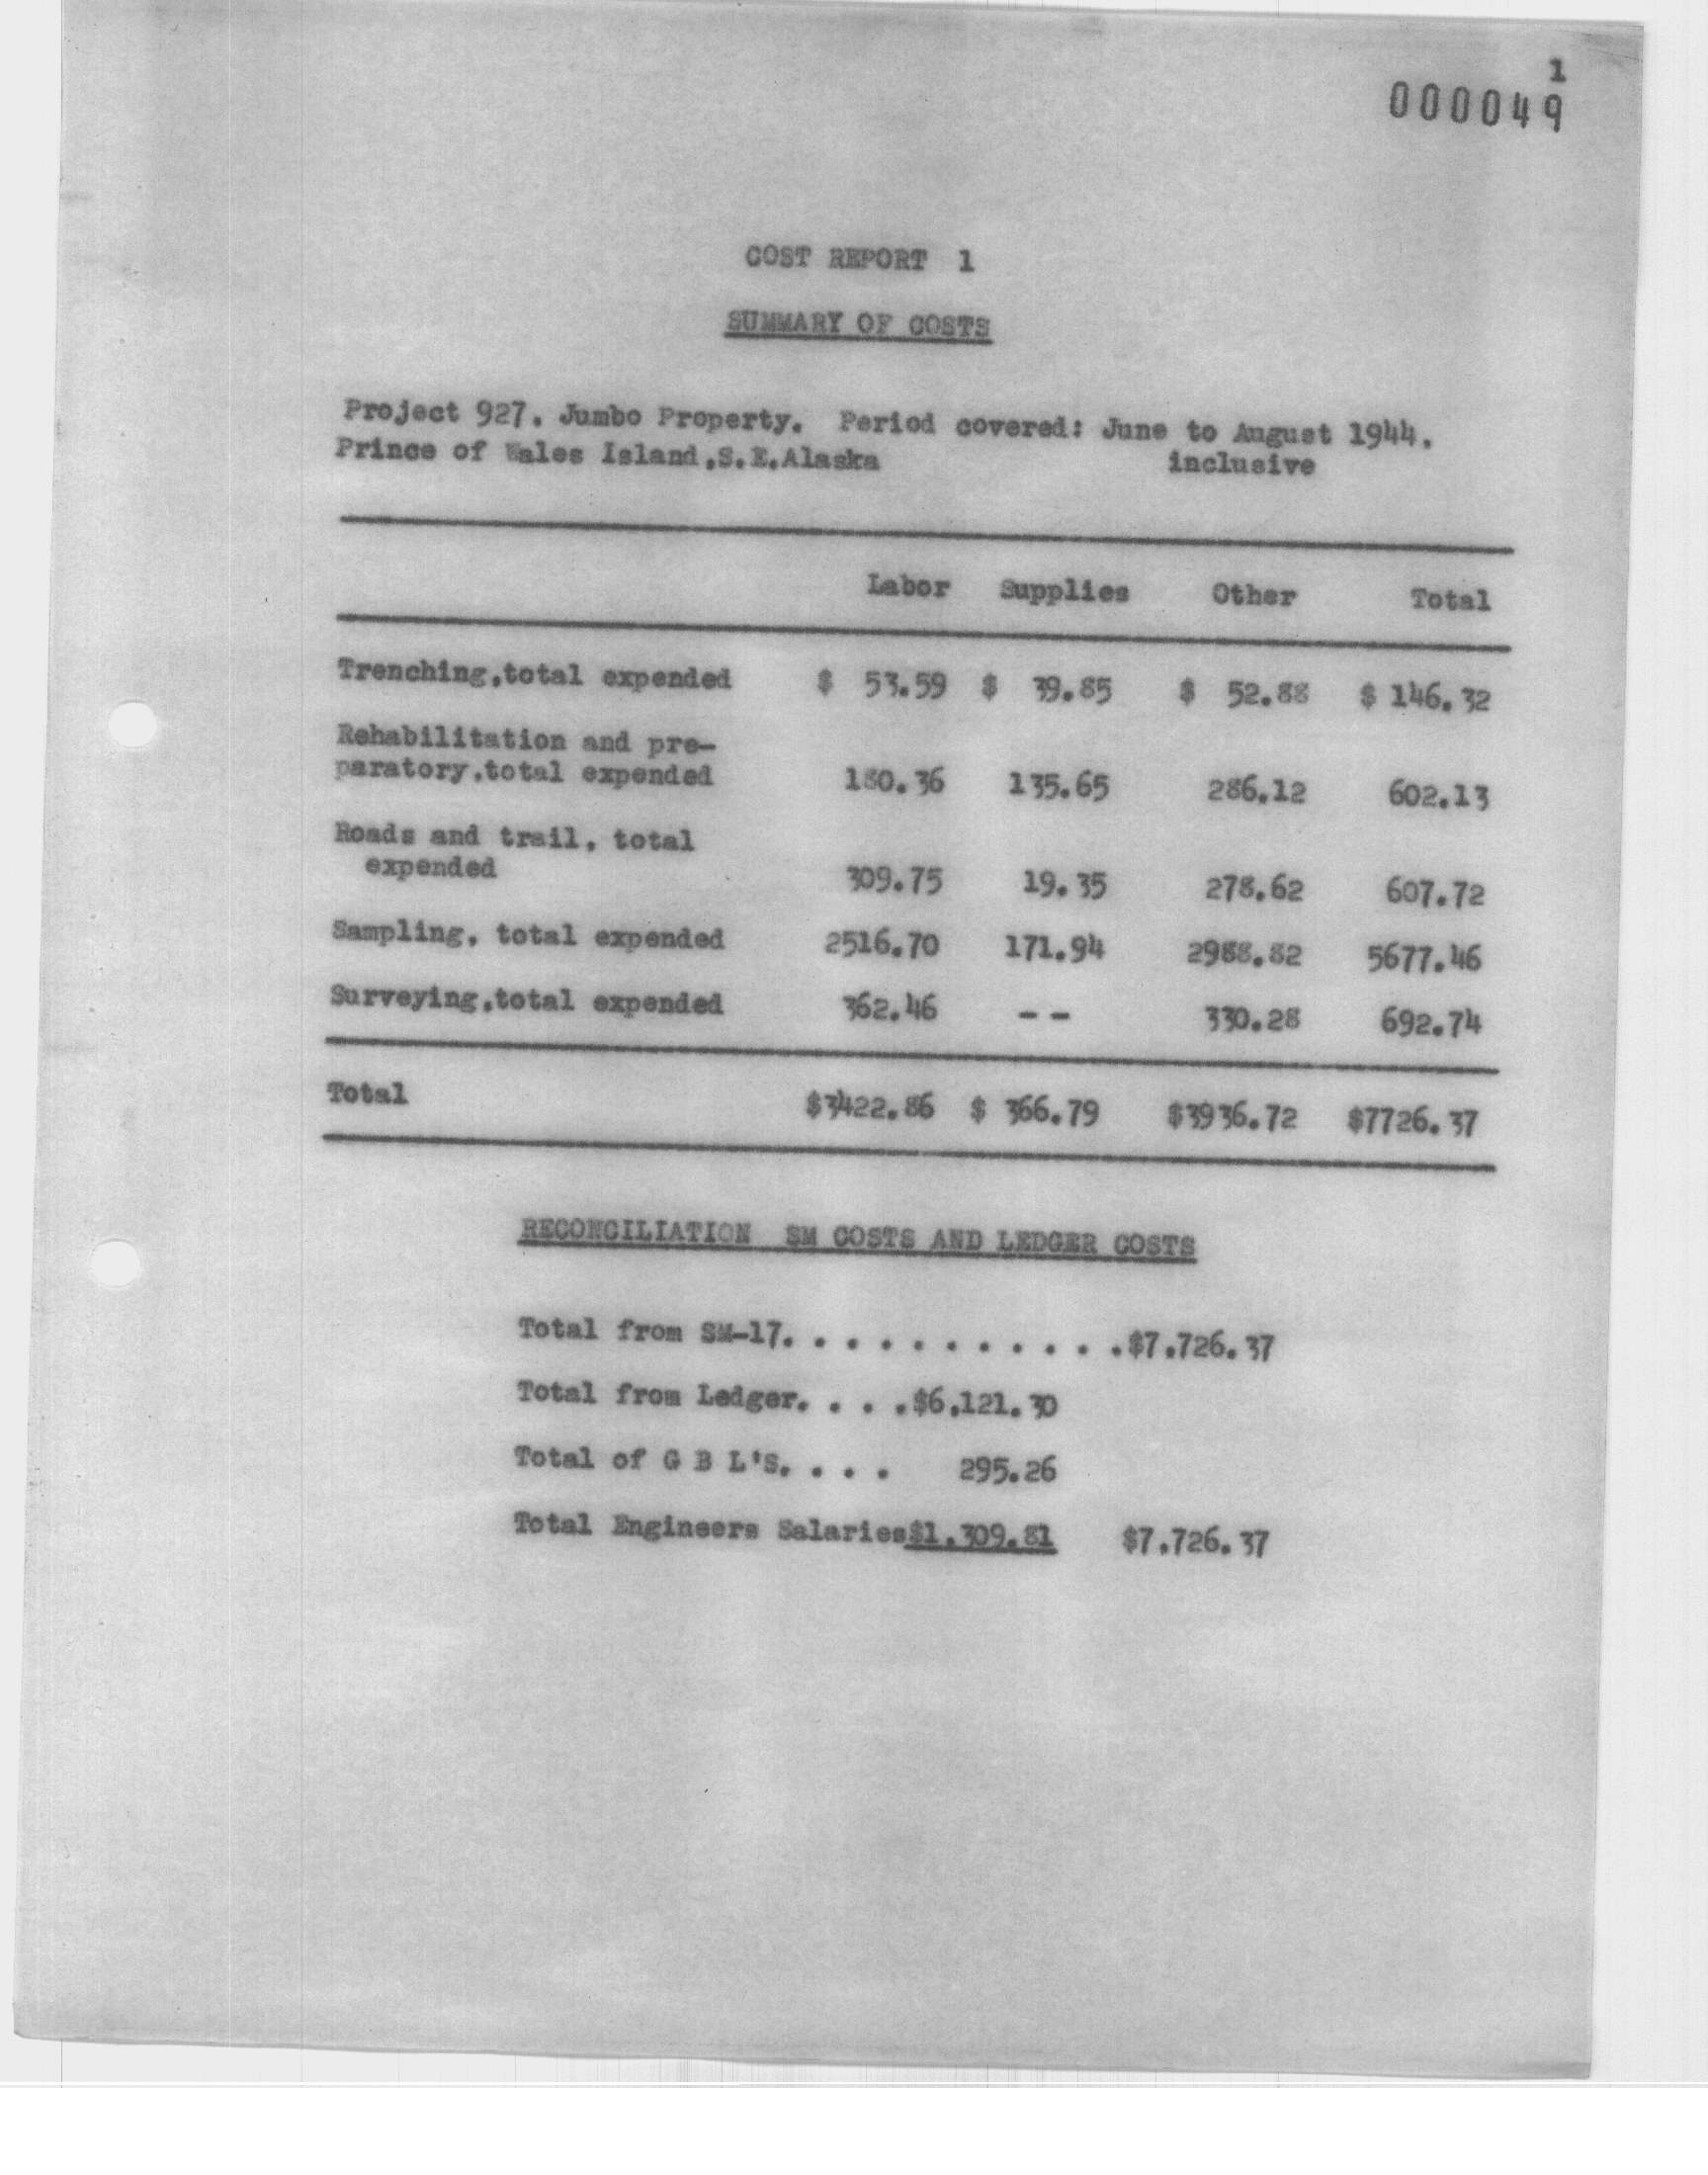 1
000049
COST REPORT 1
SUMMARY OF COSTS
Project 927. Jumbo Property. Period covered: June to August 1944.
Prince of Wales Island,S.E.Alaska inclusive
Labor Supplies Other Total
Trenching,total expended $ 53.59 $ 39.85 $ 52.88 $ 146.32
Rehabilitation and pre-
paratory,total expended 180.36 135.65 286.12 602.13
Roads and trail, total
expended 309.75 19.35 278.62 607.72
Sampling, total expended 2516.70 171.94 2988.82 5677.46
Surveying,total expended 362.46 -- 330.28 692.74
Total $3422.86 $ 366.79 $3936.72 $7726.37
RECONCILIATION SM COSTS AND LEDGER COSTS
Total from SM-17. . . . . . . . . . . .$7,726.37
Total from Ledger. . . .$6,121.30
Total of G B L'S. . . . 295.26
Total Engineers Salaries$1,309.81 $7,726.37